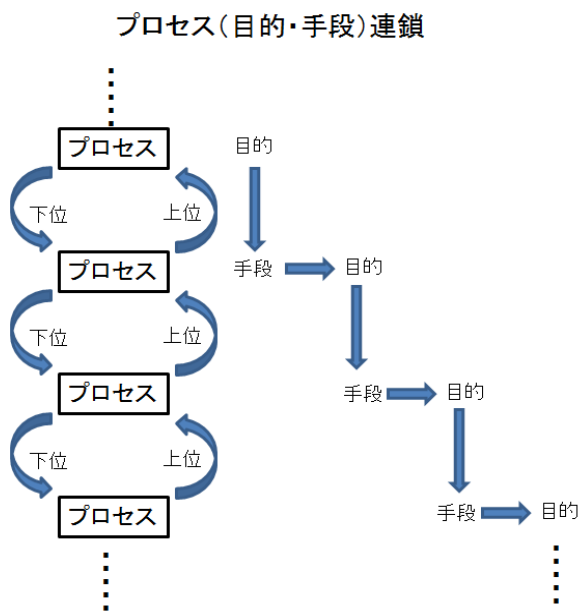 プロセス(目的・手段)連鎖
プロセス 目的
下位 上位
プロセス 手段 目的
下位 上位
プロセス 手段 目的
下位 上位
プロセス 手段 目的